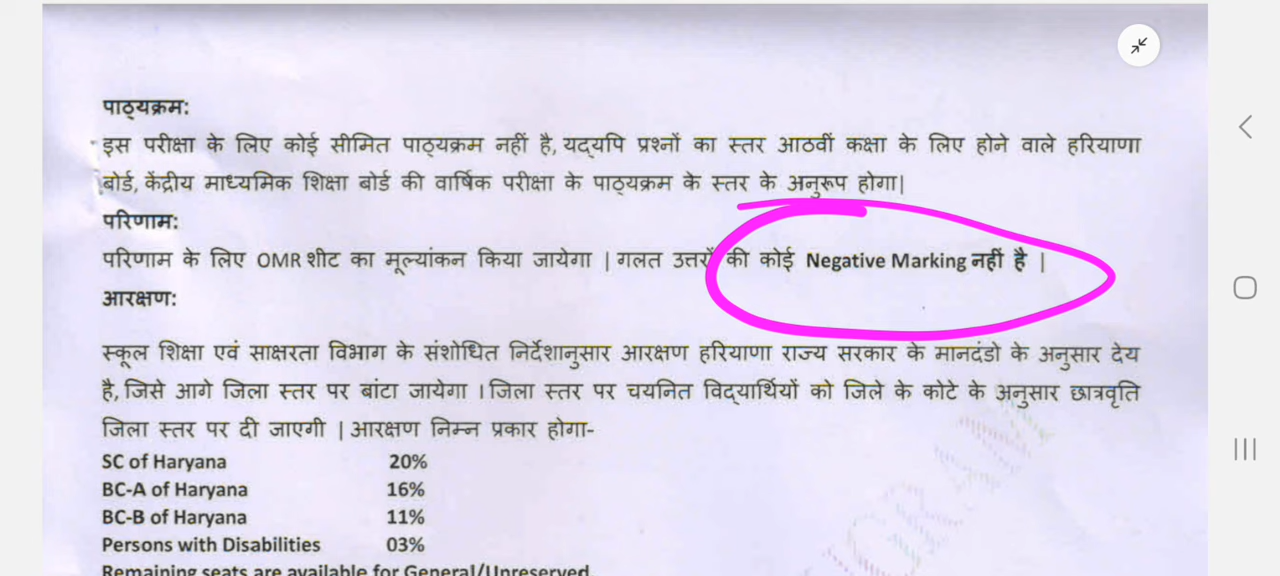 पाठ्यक्रम:
इस परीक्षा के लिए कोई सीमित पाठ्यक्रम नहीं है, यद्यपि प्रश्नों का स्तर आठवीं कक्षा के लिए होने वाले हरियाणा
बोर्ड, केंद्रीय माध्यमिक शिक्षा बोर्ड की वार्षिक परीक्षा के पाठ्यक्रम के स्तर के अनुरूप होगा|
परिणाम:
परिणाम के लिए OMR शीट का मूल्यांकन किया जायेगा | गलत उत्तरों की कोई Negative Marking नहीं है |
आरक्षण:
स्कूल शिक्षा एवं साक्षरता विभाग के संशोधित निर्देशानुसार आरक्षण हरियाणा राज्य सरकार के मानदंडो के अनुसार देय
है, जिसे आगे जिला स्तर पर बांटा जायेगा । जिला स्तर पर चयनित विद्यार्थियों को जिले के कोटे के अनुसार छात्रवृति
जिला स्तर पर दी जाएगी | आरक्षण निम्न प्रकार होगा-
SC of Haryana 20%
BC-A of Haryana 16%
BC-B of Haryana 11%
Persons with Disabilities 03%
Remaining seats are available for General/Unreserved.